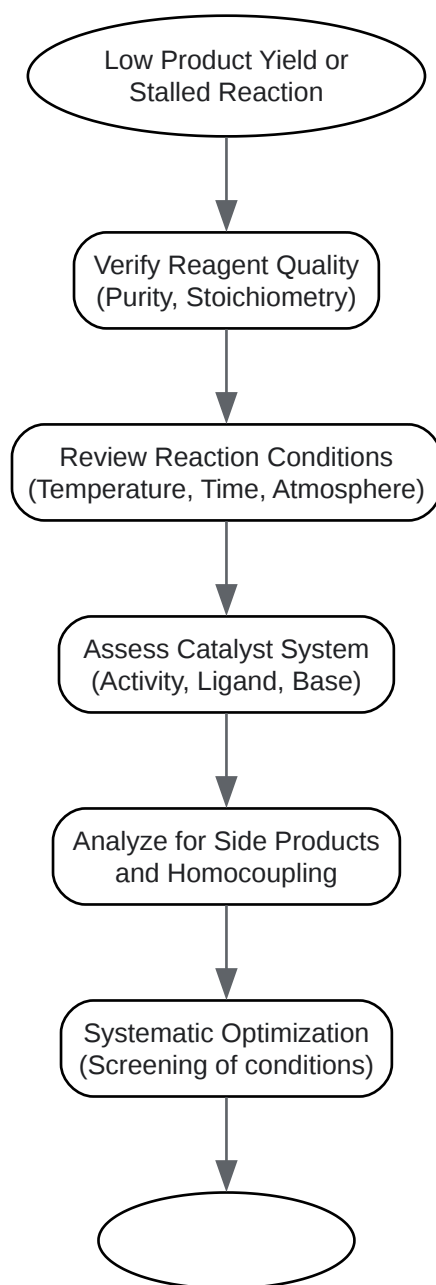 Low Product Yield or
Stalled Reaction
Verify Reagent Quality
(Purity, Stoichiometry)
Review Reaction Conditions
(Temperature, Time, Atmosphere)
Assess Catalyst System
(Activity, Ligand, Base)
Analyze for Side Products
and Homocoupling
Systematic Optimization
(Screening of conditions)